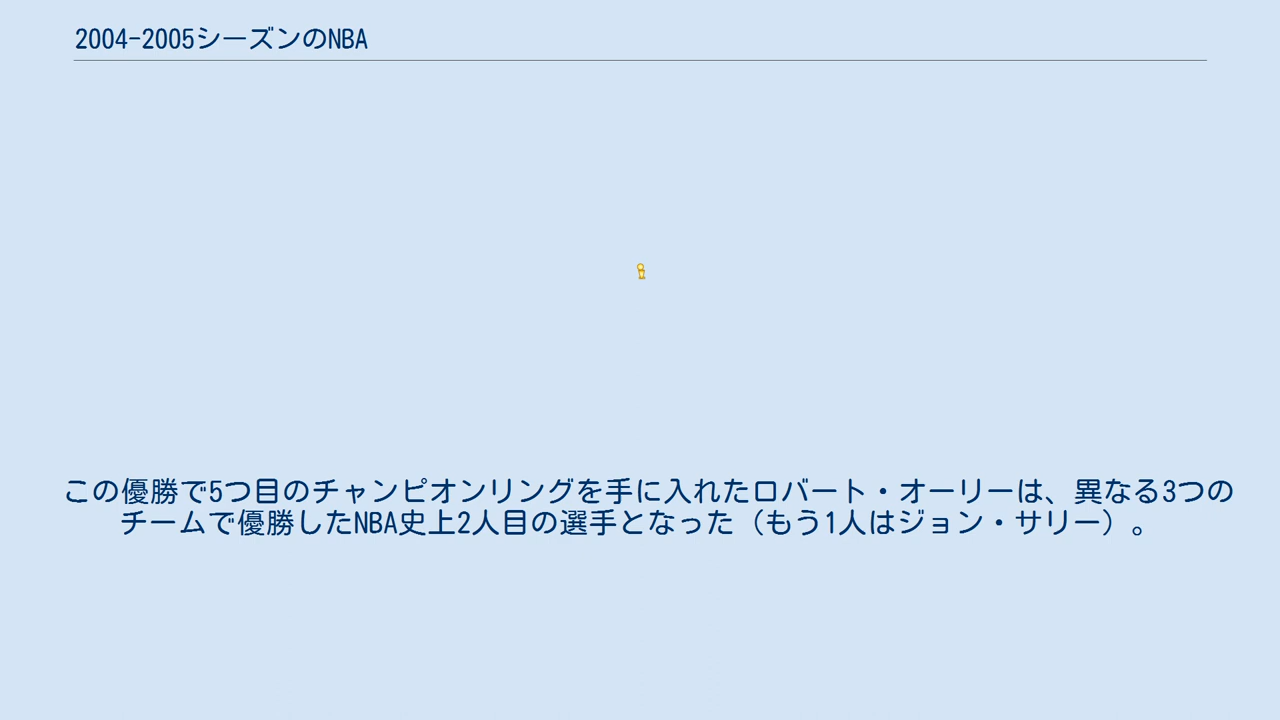 2004-2005シーズンのNBA
この優勝で5つ目のチャンピオンリングを手に入れたロバート・オーリーは、異なる3つの
チームで優勝したNBA史上2人目の選手となった（もう1人はジョン・サリー）。